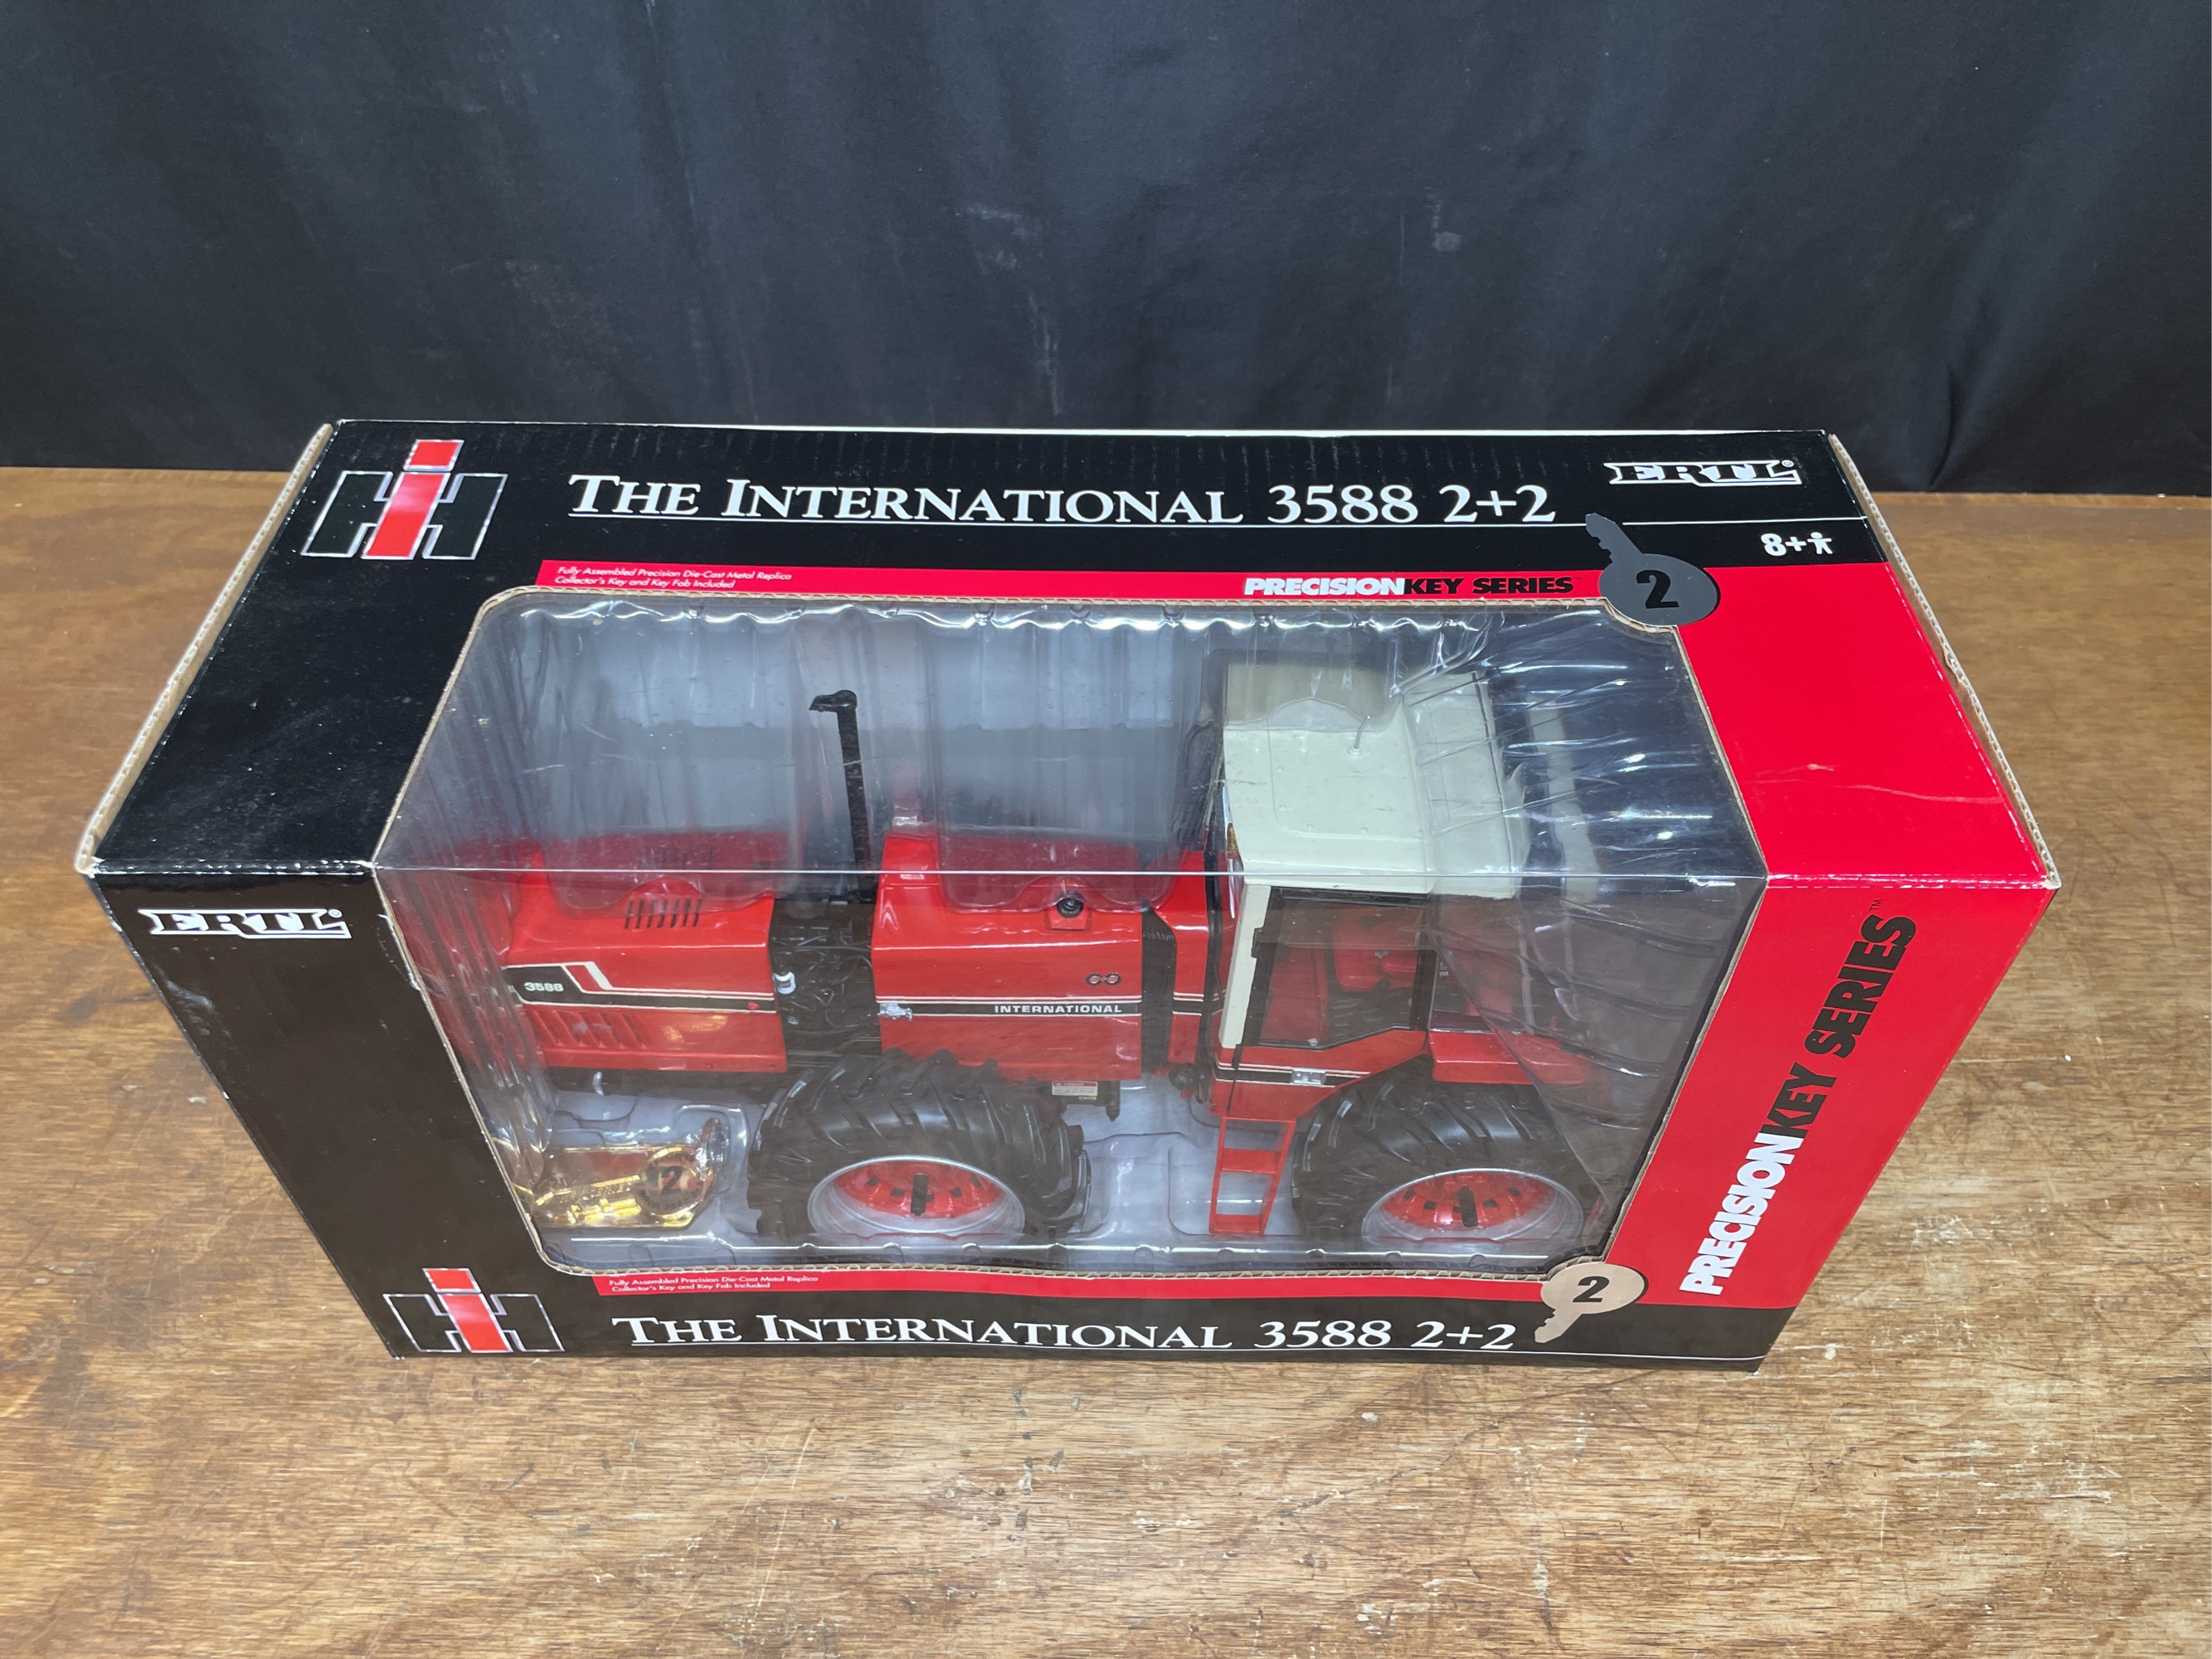 THE INTERNATIONAL 3588 2+2
ERTL®
8+
Fully Assembled Precision Die-Cast Metal Replica
Collector's Key and Key Fob Included
PRECISION KEY SERIES™
2
ERTL®
3588
INTERNATIONAL
2
PRECISION KEY SERIES™
Fully Assembled Precision Die-Cast Metal Replica
Collector's Key and Key Fob Included
2
THE INTERNATIONAL 3588 2+2